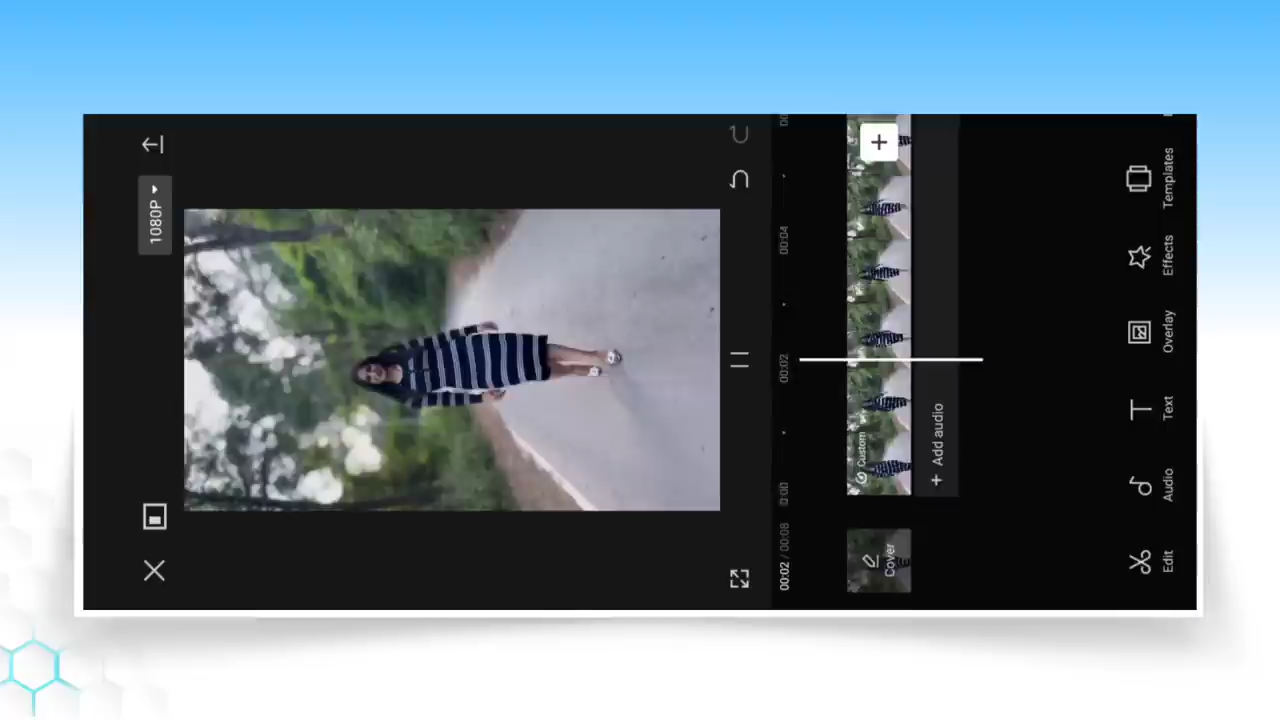 1080P
00:02 / 00:08
0:00
00:02
00:04
00
Custom
Cover
+ Add audio
Edit
Audio
Text
Overlay
Effects
Templates